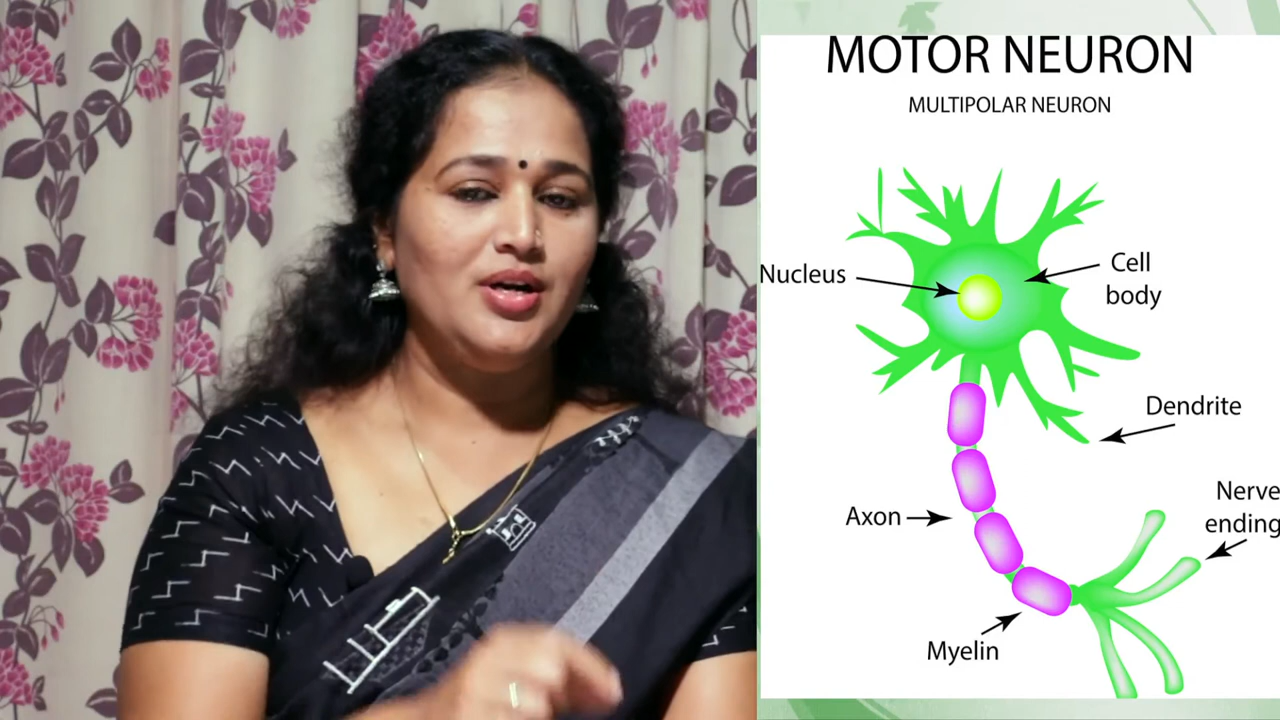 MOTOR NEURON
MULTIPOLAR NEURON
Nucleus
Cell
body
Dendrite
Nerve
ending
Axon
Myelin